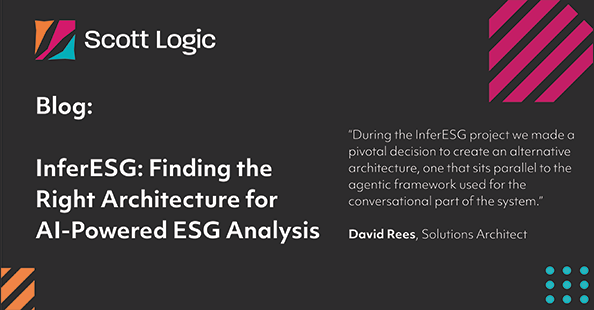 Scott Logic
Blog:
InferESG: Finding the
Right Architecture for
AI-Powered ESG Analysis
“During the InferESG project we made a
pivotal decision to create an alternative
architecture, one that sits parallel to the
agentic framework used for the
conversational part of the system.”
David Rees, Solutions Architect